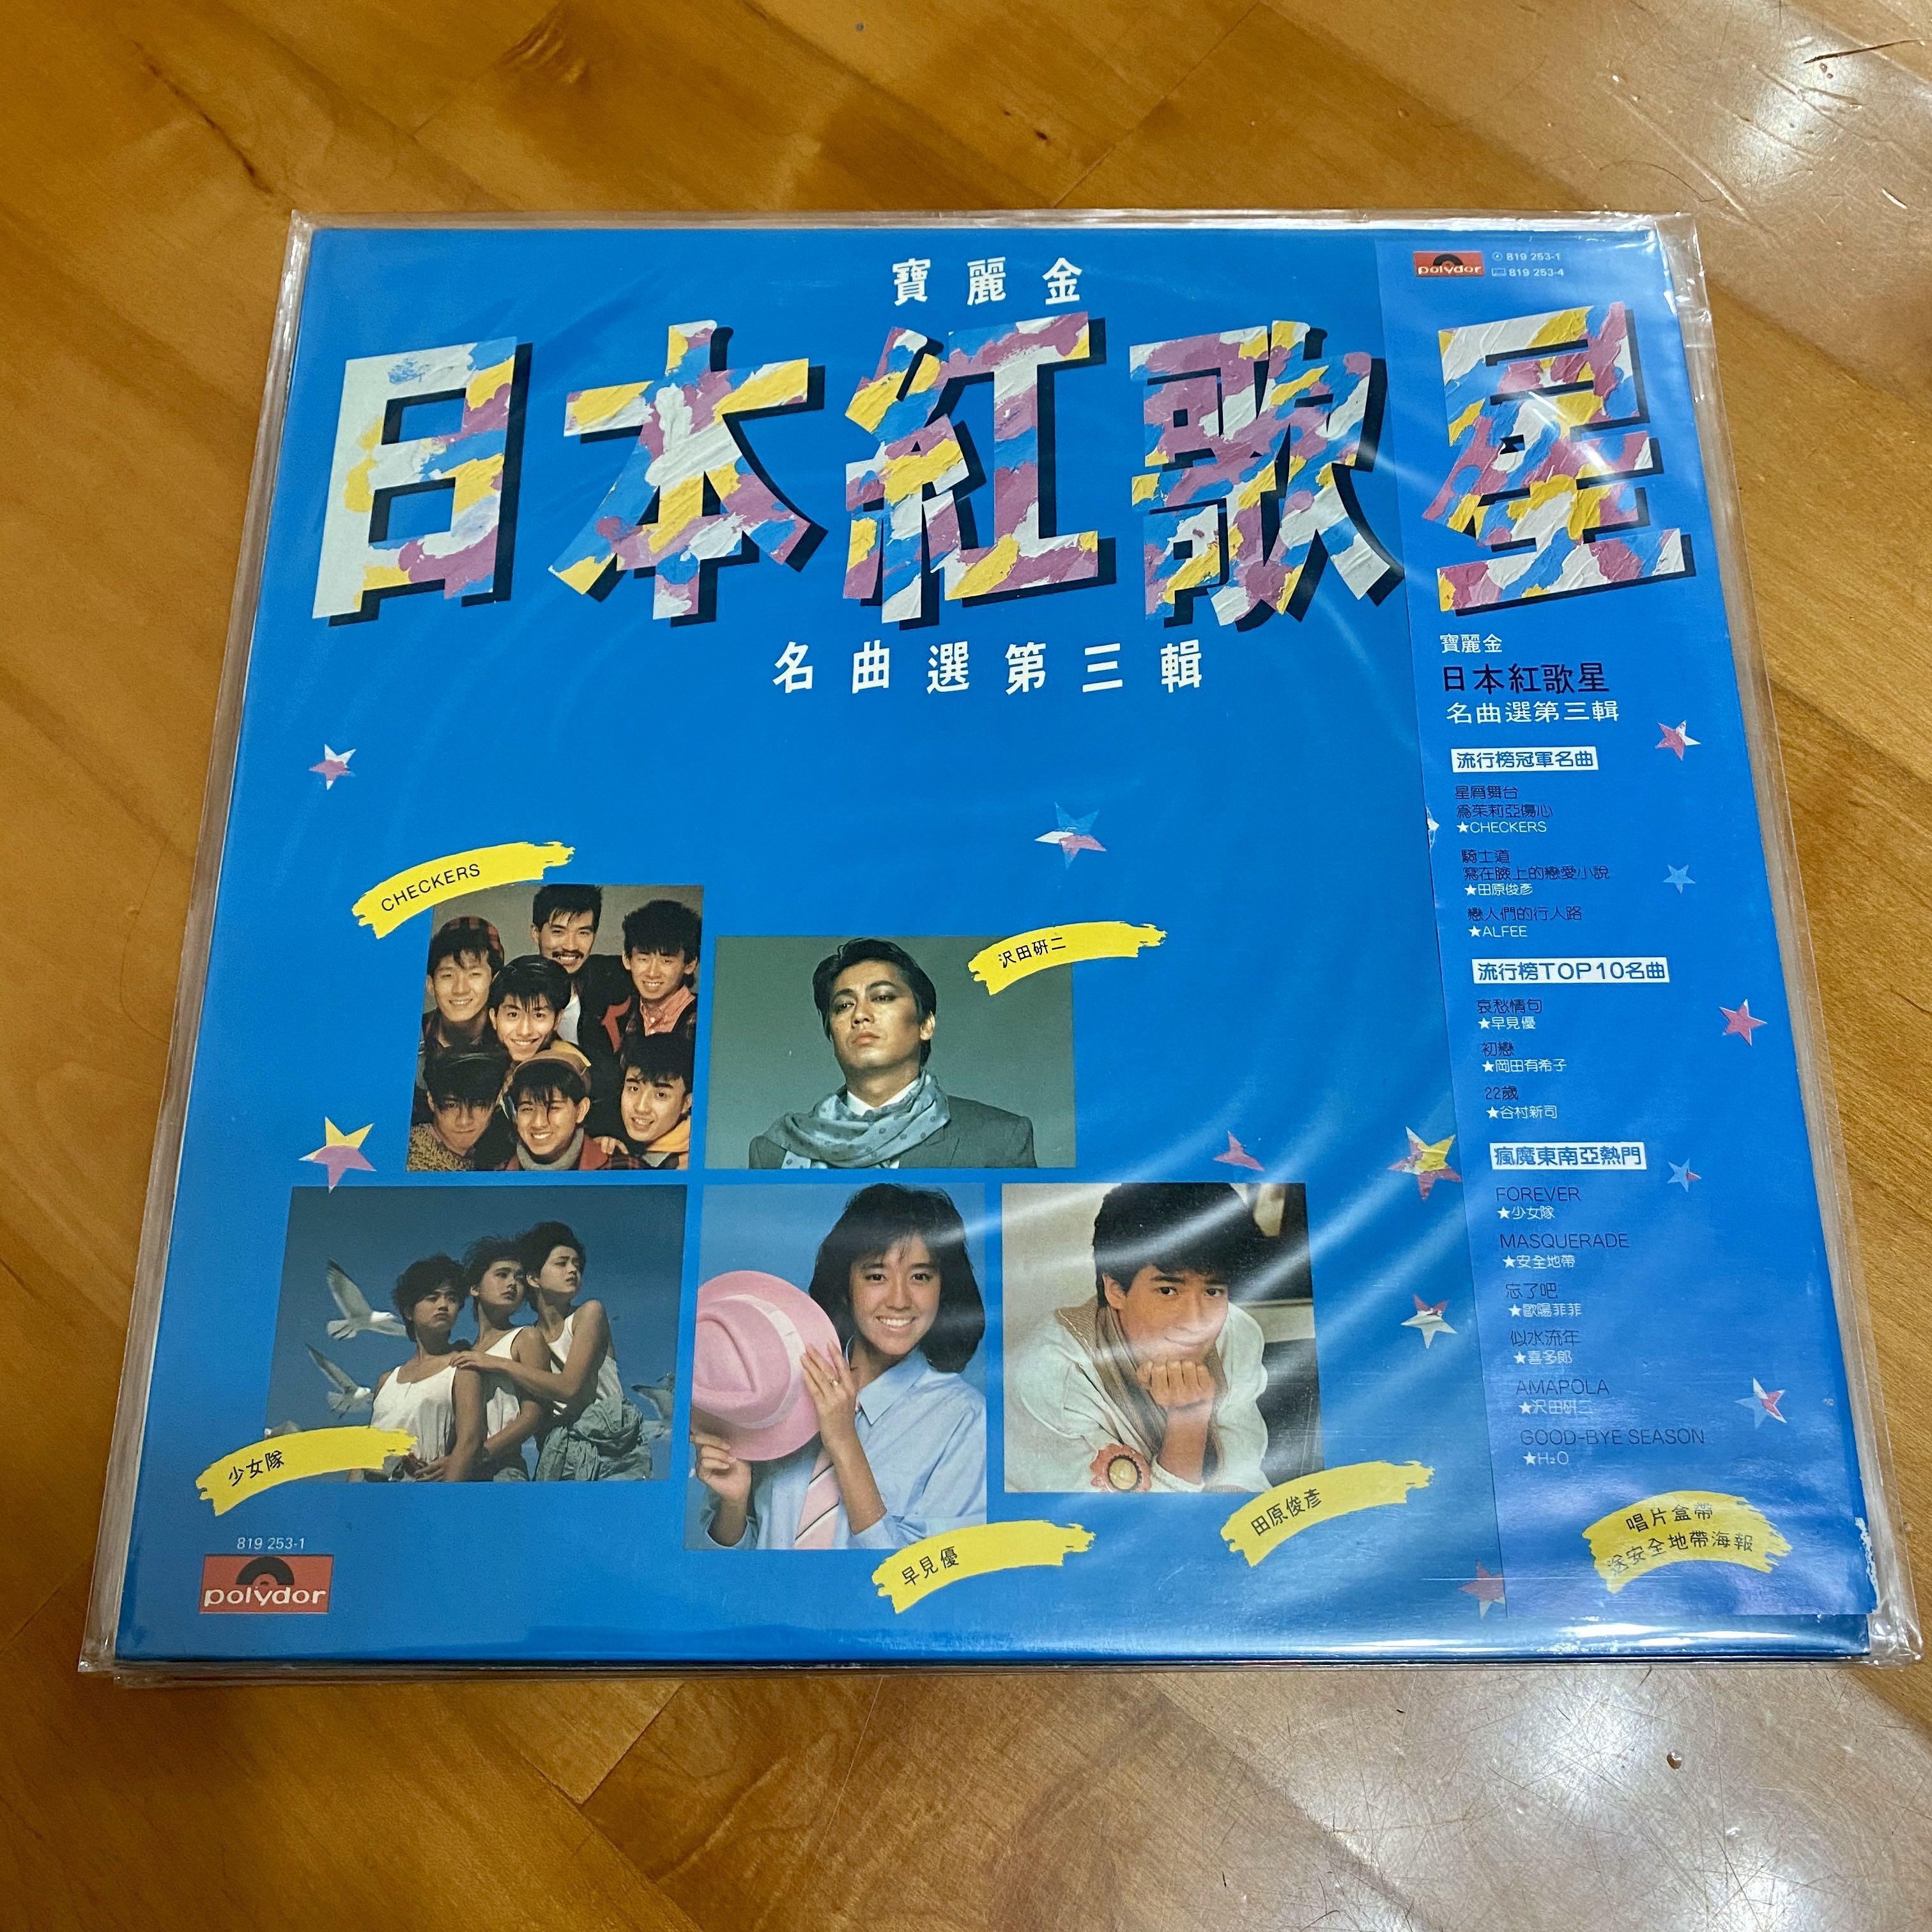 寶麗金
日本紅歌星
名曲選第三輯
CHECKERS
沢田研二
少女隊
早見優
田原俊彥
819 253-1
polydor
polydor
819 253-1
819 253-4
寶麗金
日本紅歌星
名曲選第三輯
流行榜冠軍名曲
星屑舞台
為茱莉亞傷心
★CHECKERS
騎士道
寫在臉上的戀愛小說
★田原俊彥
戀人們的行人路
★ALFEE
流行榜TOP10名曲
哀愁情句
★早見優
初戀
★岡田有希子
22歲
★谷村新司
瘋魔東南亞熱門
FOREVER
★少女隊
MASQUERADE
★安全地帶
忘了吧
★歐陽菲菲
似水流年
★喜多郎
AMAPOLA
★沢田研二
GOOD-BYE SEASON
★H₂O
唱片盒帶
送安全地帶海報